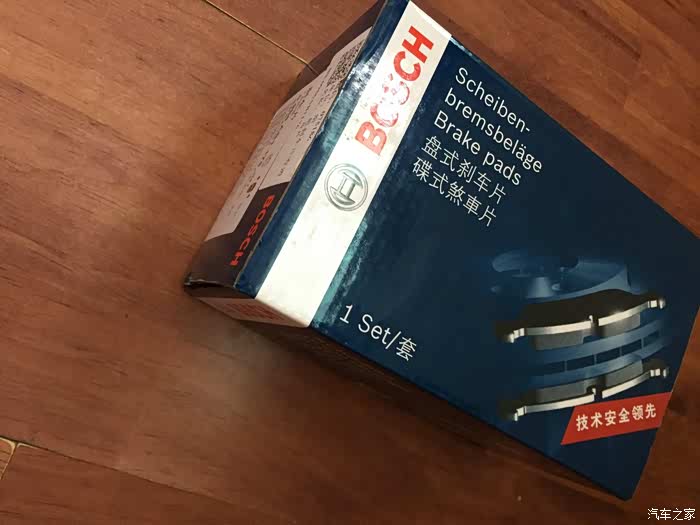 BOSCH
Scheiben-
bremsbeläge
Brake pads
盘式刹车片
碟式煞車片
1 Set/套
技术安全领先
BOSCH
汽车之家